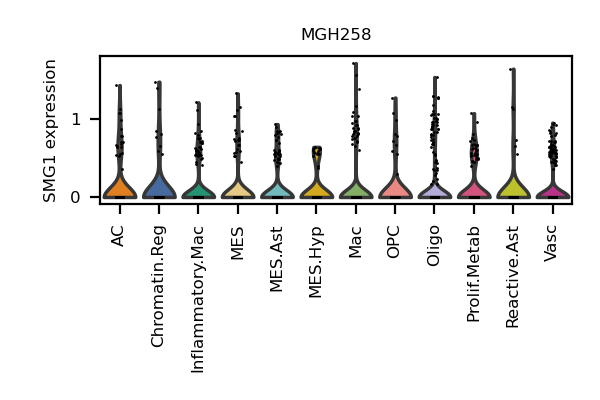 MGH258
SMG1 expression
1
0
AC
Chromatin.Reg
Inflammatory.Mac
MES
MES.Ast
MES.Hyp
Mac
OPC
Oligo
Prolif.Metab
Reactive.Ast
Vasc